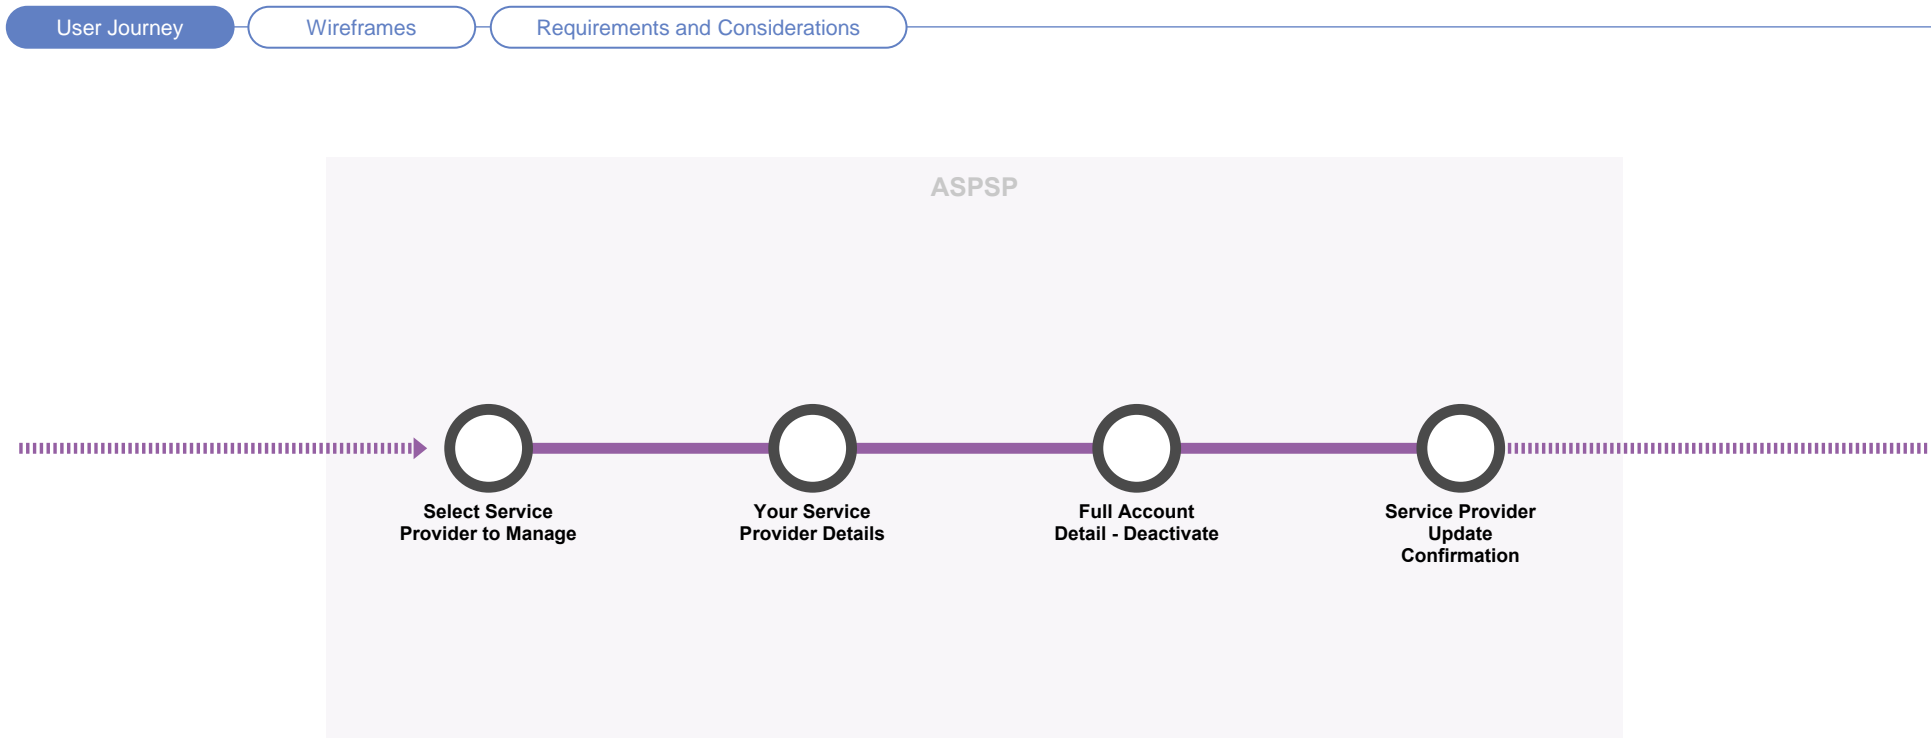 User Journey
Wireframes
Requirements and Considerations
ASPSP
Select Service
Provider to Manage
Your Service
Provider Details
Full Account
Detail - Deactivate
Service Provider
Update
Confirmation